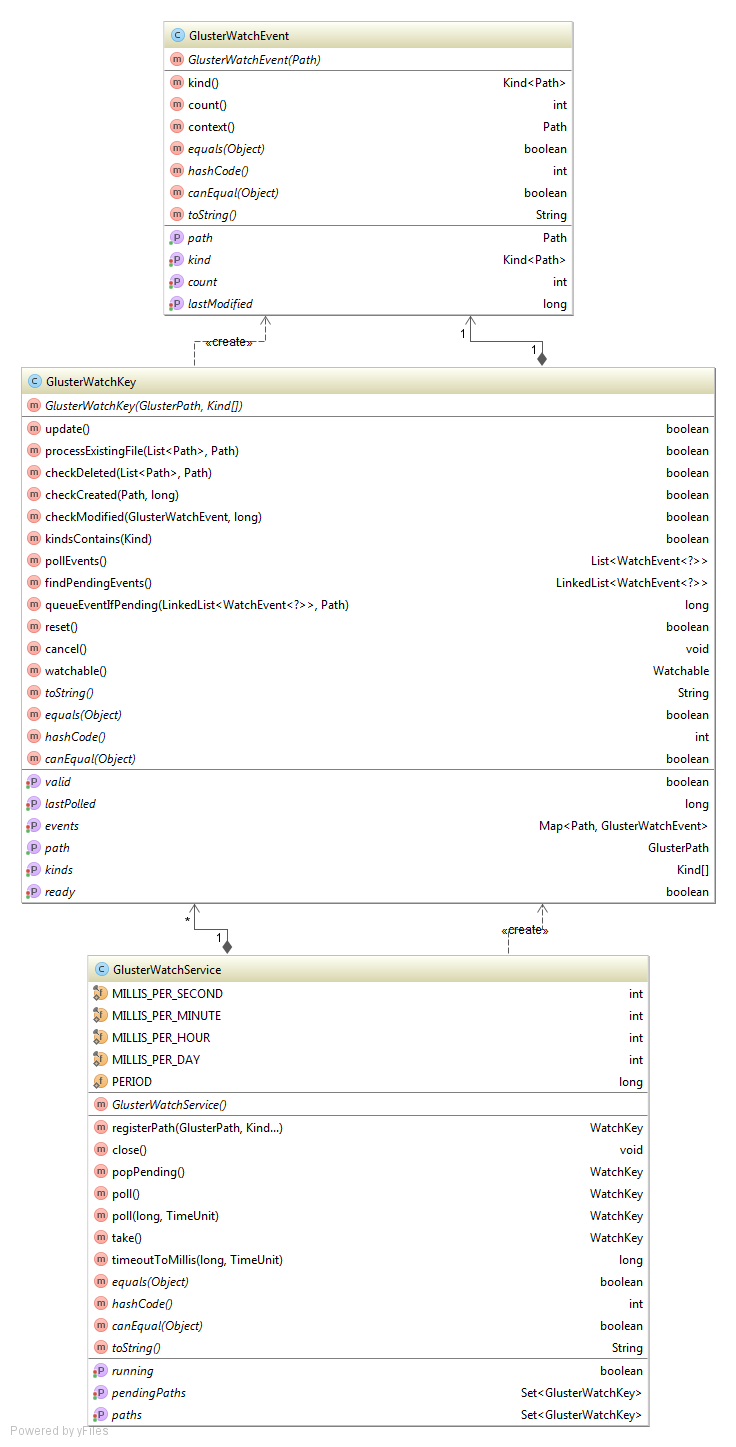 GlusterWatchEvent
GlusterWatchEvent(Path)
kind() Kind<Path>
count() int
context() Path
equals(Object) boolean
hashCode() int
canEqual(Object) boolean
toString() String
path Path
kind Kind<Path>
count int
lastModified long
«create» 1
1
GlusterWatchKey
GlusterWatchKey(GlusterPath, Kind[])
update() boolean
processExistingFile(List<Path>, Path) boolean
checkDeleted(List<Path>, Path) boolean
checkCreated(Path, long) boolean
checkModified(GlusterWatchEvent, long) boolean
kindsContains(Kind) boolean
pollEvents() List<WatchEvent<?>>
findPendingEvents() LinkedList<WatchEvent<?>>
queueEventIfPending(LinkedList<WatchEvent<?>>, Path) long
reset() boolean
cancel() void
watchable() Watchable
toString() String
equals(Object) boolean
hashCode() int
canEqual(Object) boolean
valid boolean
lastPolled long
events Map<Path, GlusterWatchEvent>
path GlusterPath
kinds Kind[]
ready boolean
*
1 «create»
GlusterWatchService
MILLIS_PER_SECOND int
MILLIS_PER_MINUTE int
MILLIS_PER_HOUR int
MILLIS_PER_DAY int
PERIOD long
GlusterWatchService()
registerPath(GlusterPath, Kind...) WatchKey
close() void
popPending() WatchKey
poll() WatchKey
poll(long, TimeUnit) WatchKey
take() WatchKey
timeoutToMillis(long, TimeUnit) long
equals(Object) boolean
hashCode() int
canEqual(Object) boolean
toString() String
running boolean
pendingPaths Set<GlusterWatchKey>
paths Set<GlusterWatchKey>
Powered by yFiles